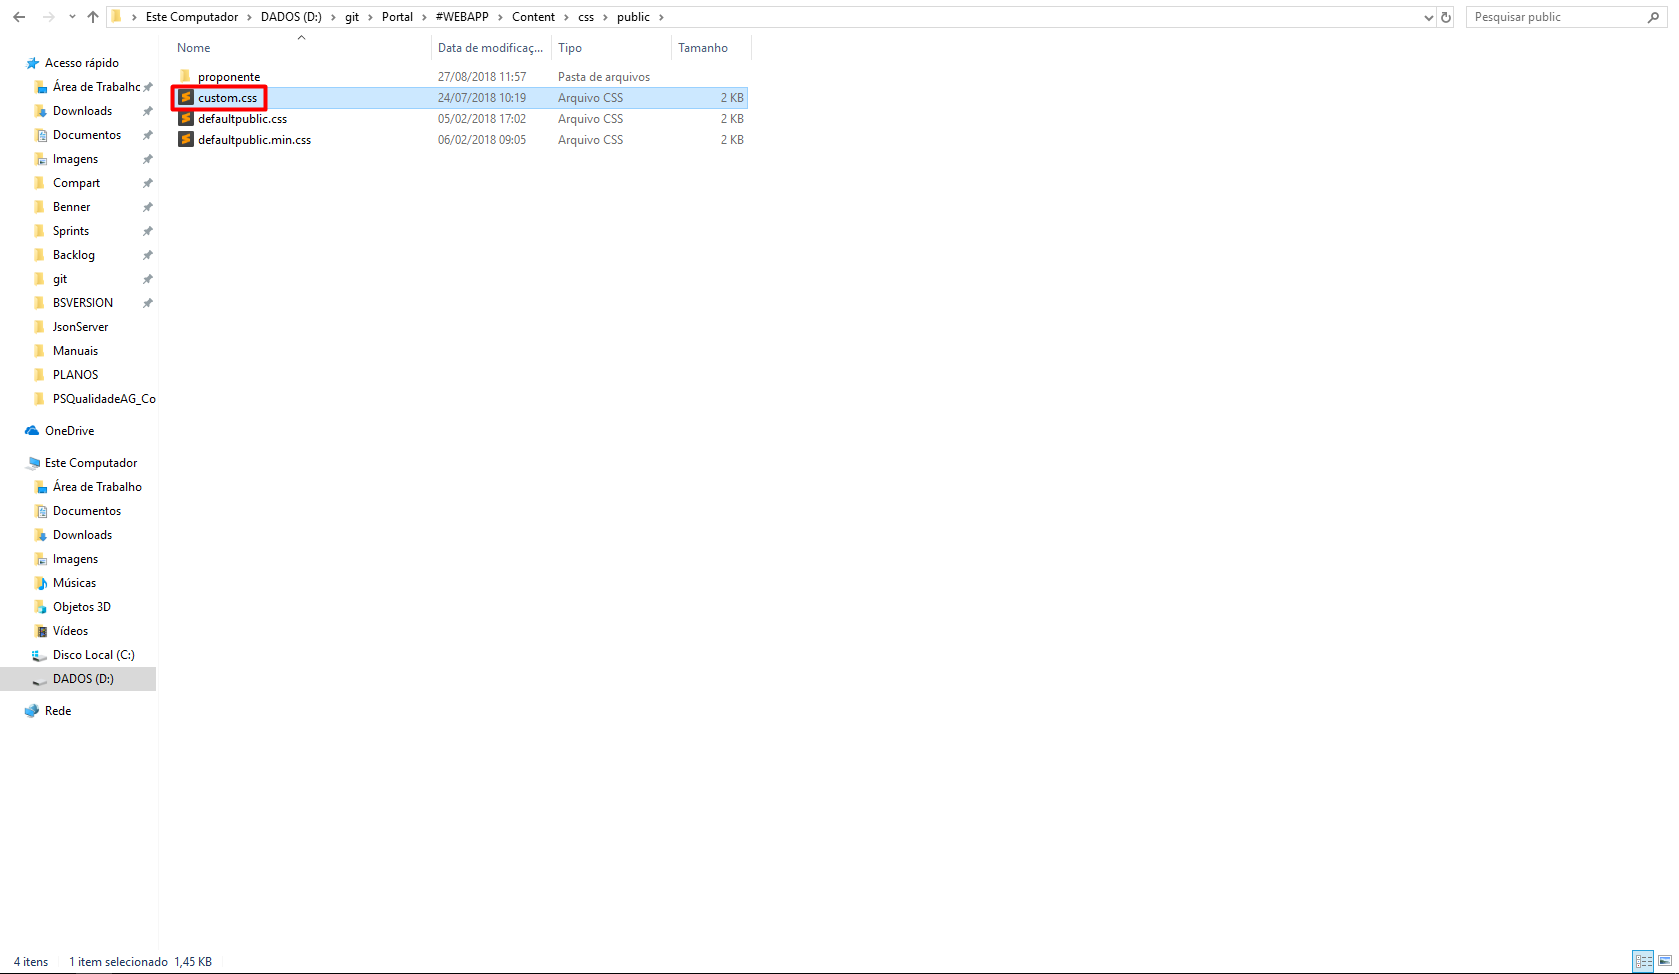 Este Computador > DADOS (D:) > git > Portal > #WEBAPP > Content > css > public >
Pesquisar public
Nome Data de modificaç... Tipo Tamanho
proponente 27/08/2018 11:57 Pasta de arquivos
custom.css 24/07/2018 10:19 Arquivo CSS 2 KB
defaultpublic.css 05/02/2018 17:02 Arquivo CSS 2 KB
defaultpublic.min.css 06/02/2018 09:05 Arquivo CSS 2 KB
Acesso rápido
Área de Trabalho
Downloads
Documentos
Imagens
Compart
Benner
Sprints
Backlog
git
BSVERSION
JsonServer
Manuais
PLANOS
PSQualidadeAG_Co
OneDrive
Este Computador
Área de Trabalho
Documentos
Downloads
Imagens
Músicas
Objetos 3D
Vídeos
Disco Local (C:)
DADOS (D:)
Rede
4 itens 1 item selecionado 1,45 KB